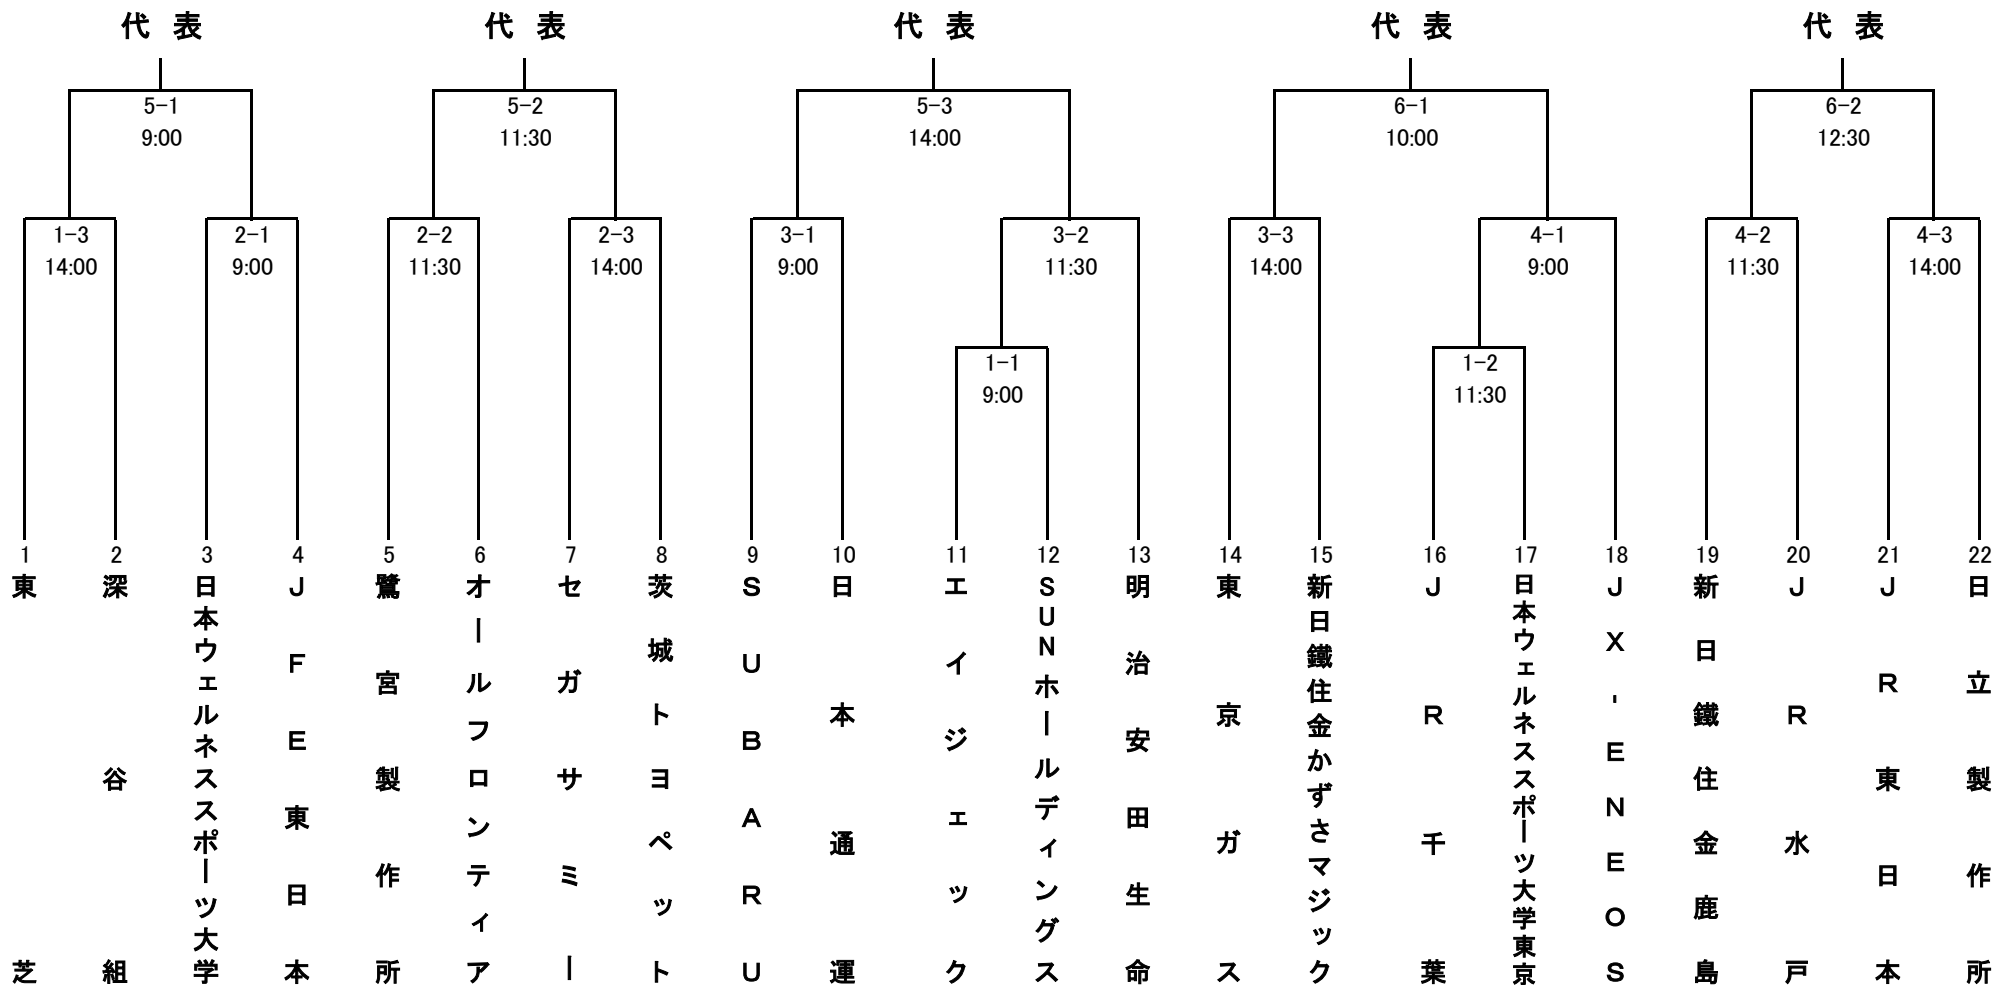 代 表
代 表
代 表
代 表
代 表
5-1
9:00
5-2
11:30
5-3
14:00
6-1
10:00
6-2
12:30
1-3
14:00
2-1
9:00
2-2
11:30
2-3
14:00
3-1
9:00
3-2
11:30
3-3
14:00
4-1
9:00
4-2
11:30
4-3
14:00
1-1
9:00
1-2
11:30
1
東芝
2
深谷組
3
日本ウェルネススポーツ大学
4
JFE東日本
5
鷺宮製作所
6
オールフロンティア
7
セガサミー
8
茨城トヨペット
9
SUBARU
10
日本通運
11
エイジェック
12
SUNホールディングス
13
明治安田生命
14
東京ガス
15
新日鐵住金かずさマジック
16
JR千葉
17
日本ウェルネススポーツ大学東京
18
JX-ENEOS
19
新日鐵住金鹿島
20
JR水戸
21
JR東日本
22
日立製作所